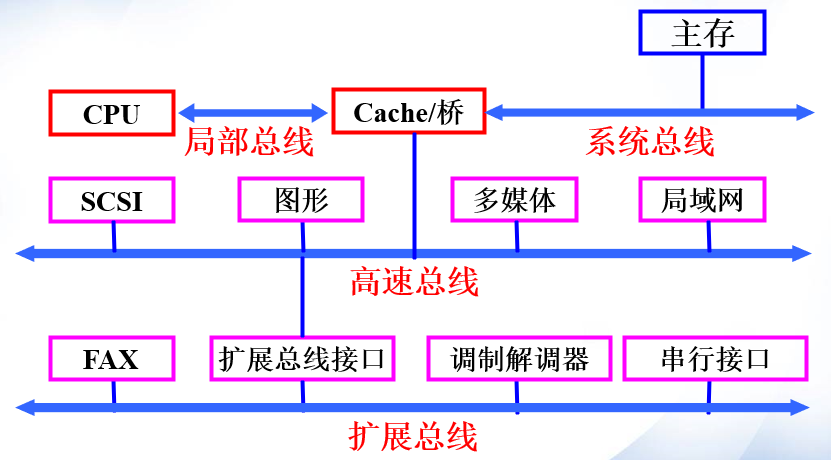 主存
CPU
Cache/桥
局部总线
系统总线
SCSI
图形
多媒体
局域网
高速总线
FAX
扩展总线接口
调制解调器
串行接口
扩展总线